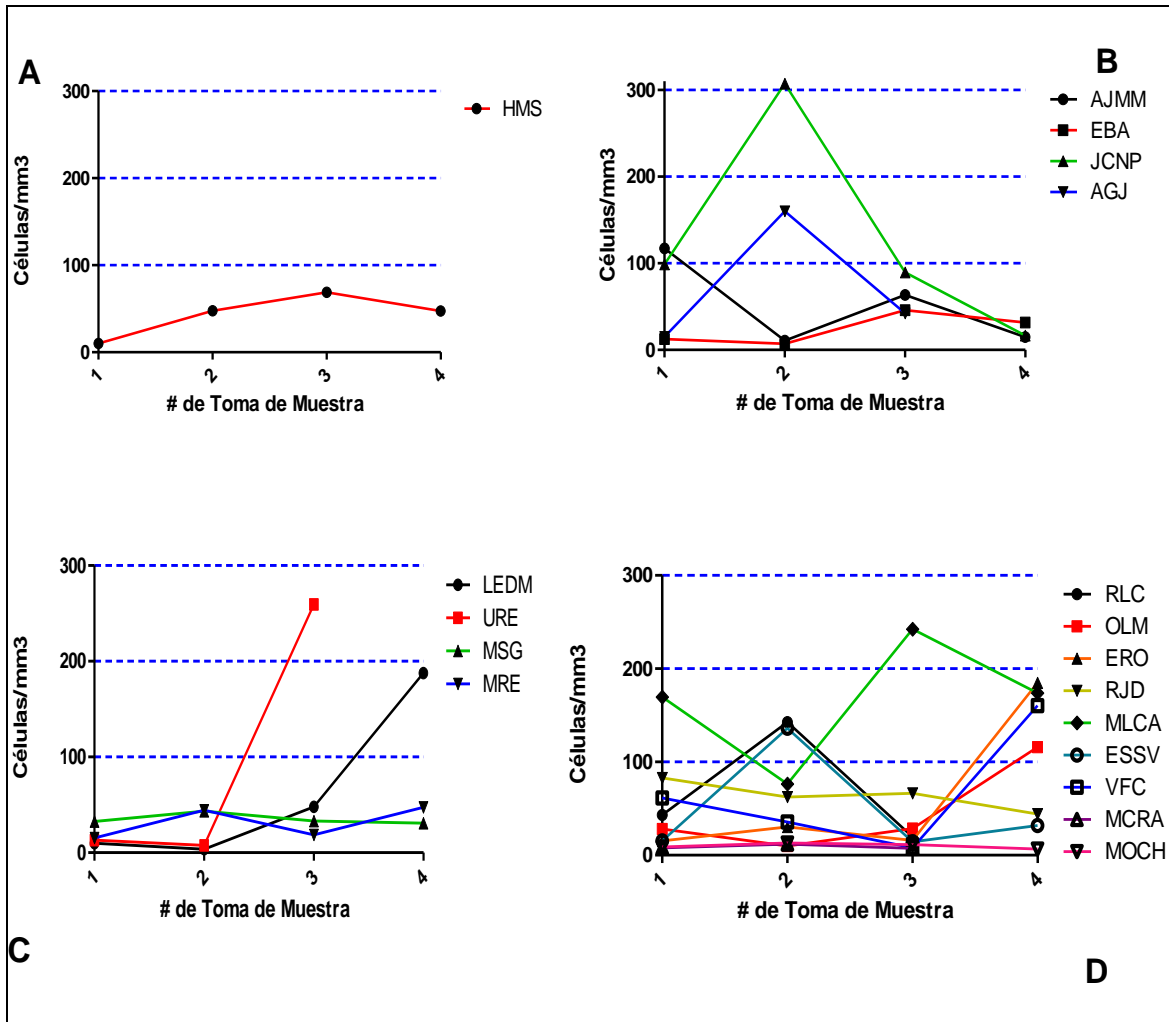 A
Células/mm3
300
200
100
0
1
2
3
4
# de Toma de Muestra
HMS
B
Células/mm3
300
200
100
0
1
2
3
4
# de Toma de Muestra
AJMM
EBA
JCNP
AGJ
C
Células/mm3
300
200
100
0
1
2
3
4
# de Toma de Muestra
LEDM
URE
MSG
MRE
D
Células/mm3
300
200
100
0
1
2
3
4
# de Toma de Muestra
RLC
OLM
ERO
RJD
MLCA
ESSV
VFC
MCRA
MOCH